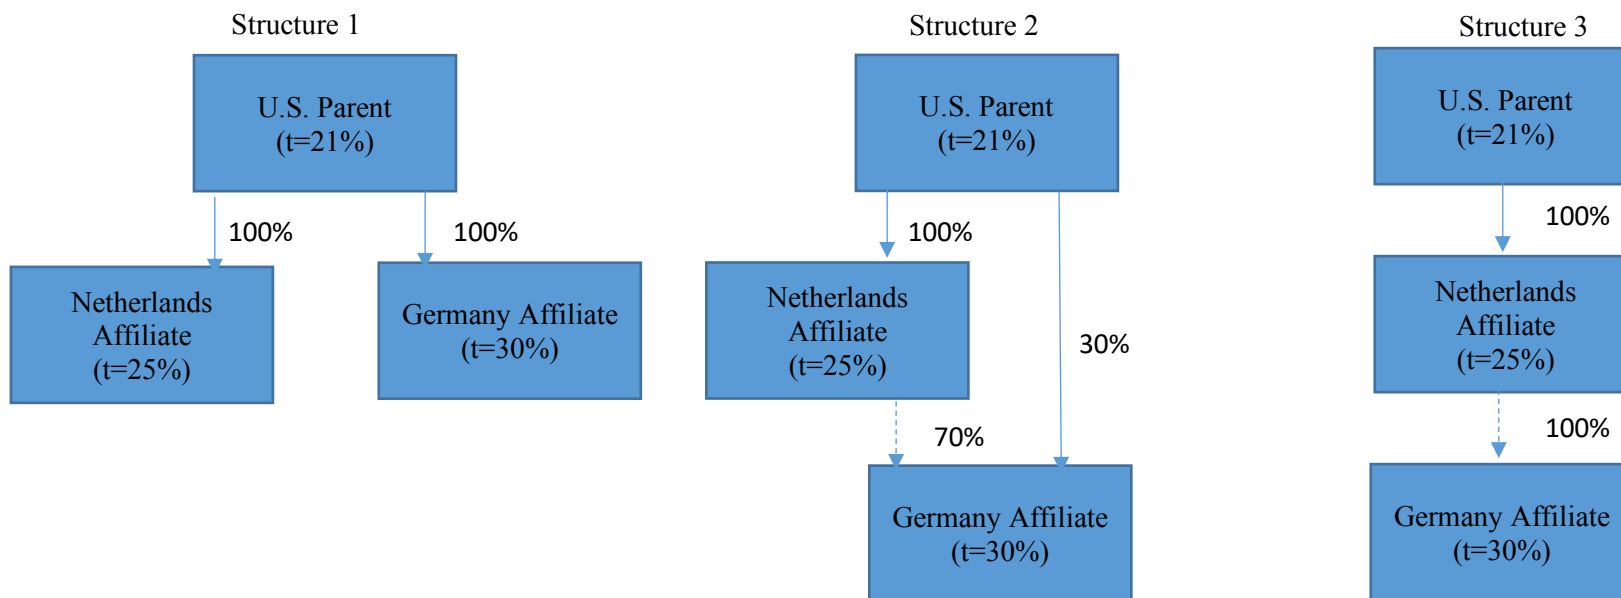 Structure 1
U.S. Parent
(t=21%)
100%
100%
Netherlands
Affiliate
(t=25%)
Germany Affiliate
(t=30%)
Structure 2
U.S. Parent
(t=21%)
100%
30%
Netherlands
Affiliate
(t=25%)
70%
Germany Affiliate
(t=30%)
Structure 3
U.S. Parent
(t=21%)
100%
Netherlands
Affiliate
(t=25%)
100%
Germany Affiliate
(t=30%)